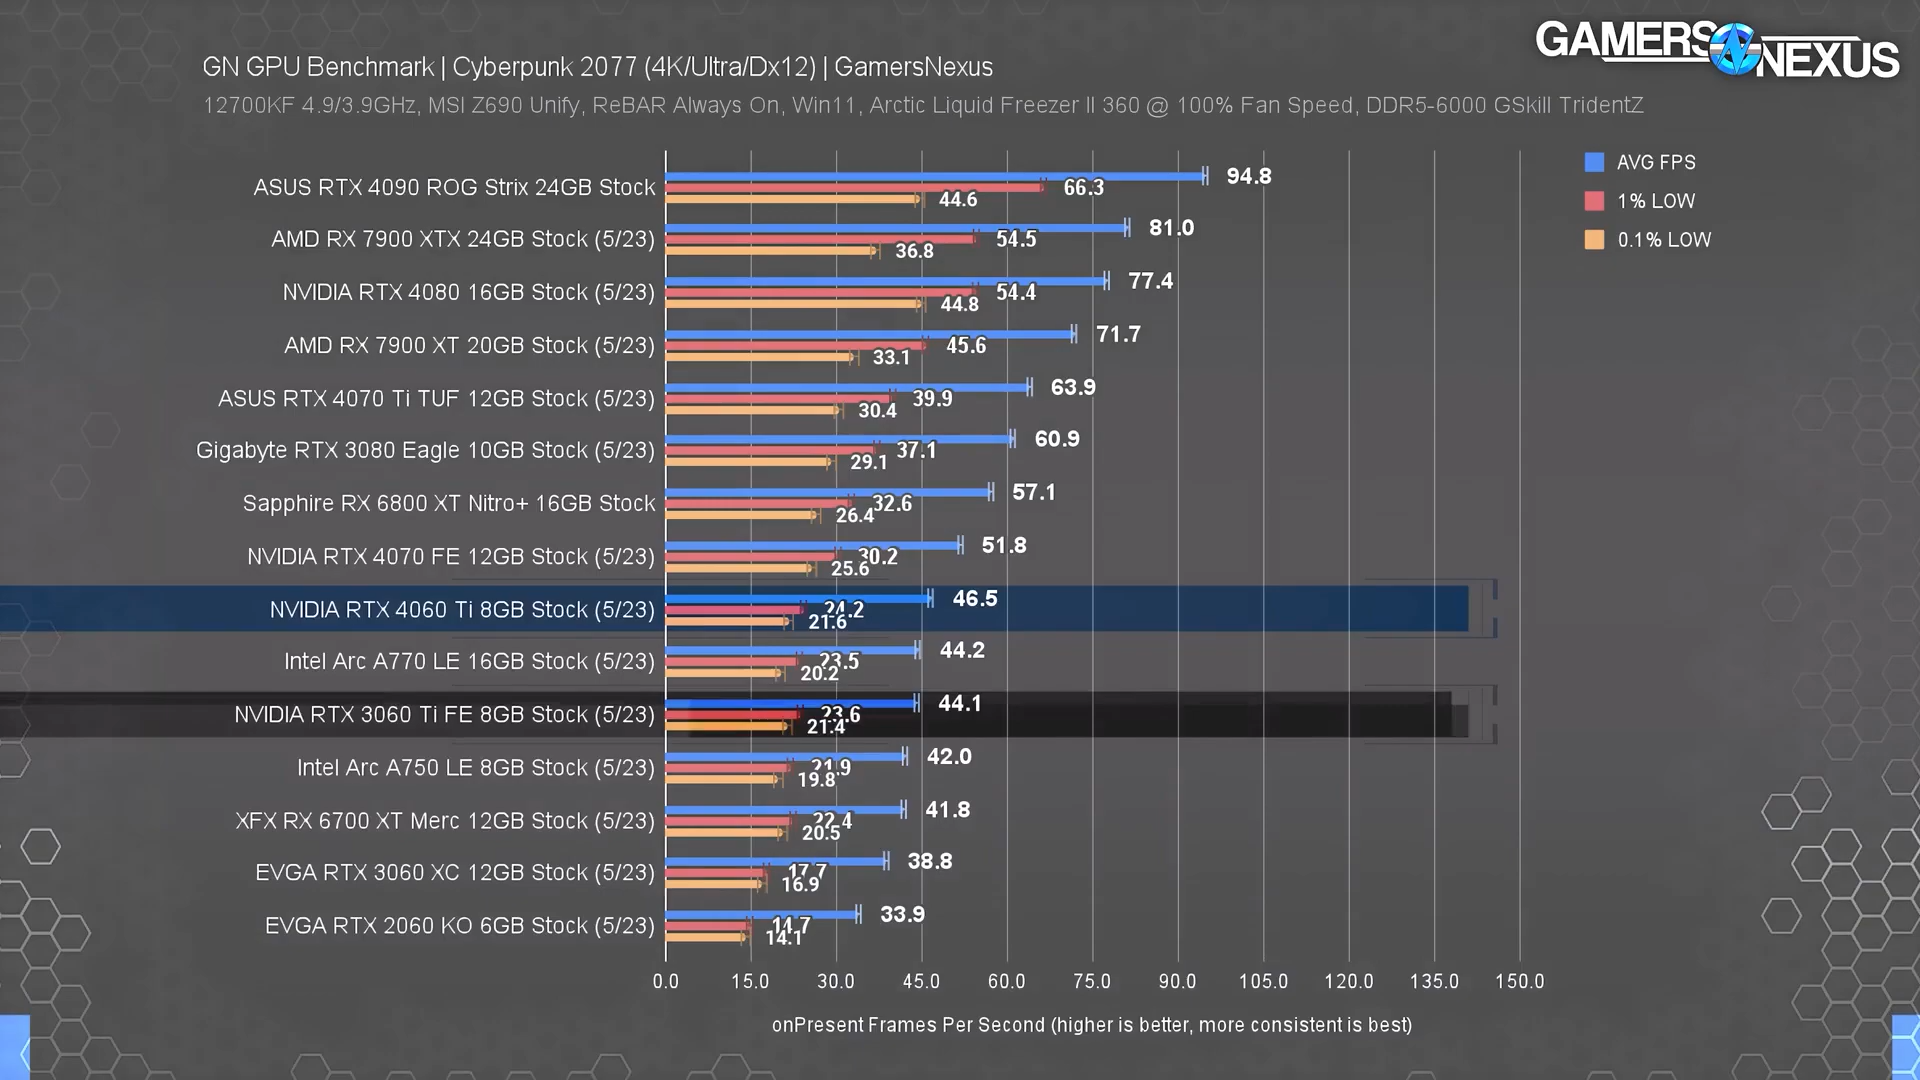 GAMERS NEXUS
GN GPU Benchmark | Cyberpunk 2077 (4K/Ultra/Dx12) | GamersNexus
12700KF 4.9/3.9GHz, MSI Z690 Unify, ReBAR Always On, Win11, Arctic Liquid Freezer II 360 @ 100% Fan Speed, DDR5-6000 GSkill TridentZ
AVG FPS
1% LOW
0.1% LOW
ASUS RTX 4090 ROG Strix 24GB Stock
94.8
66.3
44.6
AMD RX 7900 XTX 24GB Stock (5/23)
81.0
54.5
36.8
NVIDIA RTX 4080 16GB Stock (5/23)
77.4
54.4
44.8
AMD RX 7900 XT 20GB Stock (5/23)
71.7
45.6
33.1
ASUS RTX 4070 Ti TUF 12GB Stock (5/23)
63.9
39.9
30.4
Gigabyte RTX 3080 Eagle 10GB Stock (5/23)
60.9
37.1
29.1
Sapphire RX 6800 XT Nitro+ 16GB Stock
57.1
32.6
26.4
NVIDIA RTX 4070 FE 12GB Stock (5/23)
51.8
30.2
25.6
NVIDIA RTX 4060 Ti 8GB Stock (5/23)
46.5
24.2
21.6
Intel Arc A770 LE 16GB Stock (5/23)
44.2
23.5
20.2
NVIDIA RTX 3060 Ti FE 8GB Stock (5/23)
44.1
23.6
21.4
Intel Arc A750 LE 8GB Stock (5/23)
42.0
21.9
19.8
XFX RX 6700 XT Merc 12GB Stock (5/23)
41.8
22.4
20.5
EVGA RTX 3060 XC 12GB Stock (5/23)
38.8
17.7
16.9
EVGA RTX 2060 KO 6GB Stock (5/23)
33.9
14.7
14.1
0.0 15.0 30.0 45.0 60.0 75.0 90.0 105.0 120.0 135.0 150.0
onPresent Frames Per Second (higher is better, more consistent is best)